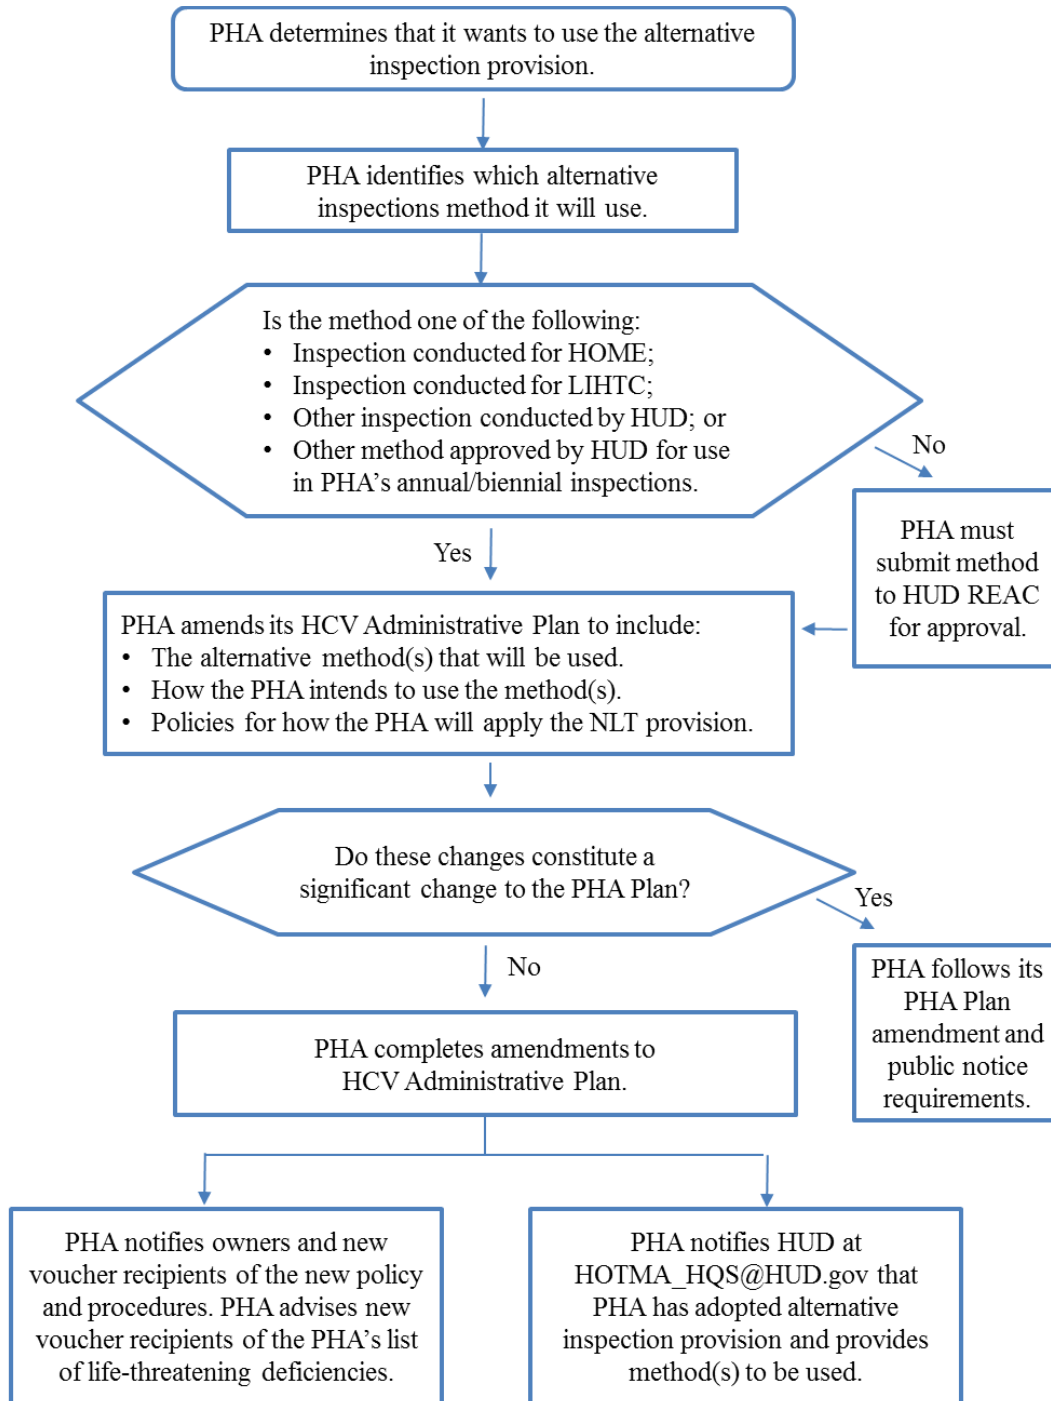 PHA determines that it wants to use the alternative
inspection provision.
PHA identifies which alternative
inspections method it will use.
Is the method one of the following:
• Inspection conducted for HOME;
• Inspection conducted for LIHTC;
• Other inspection conducted by HUD; or
• Other method approved by HUD for use
in PHA's annual/biennial inspections.
No
PHA must
submit method
to HUD REAC
for approval.
Yes
PHA amends its HCV Administrative Plan to include:
• The alternative method(s) that will be used.
• How the PHA intends to use the method(s).
• Policies for how the PHA will apply the NLT provision.
Do these changes constitute a
significant change to the PHA Plan?
Yes
PHA follows its
PHA Plan
amendment and
public notice
requirements.
No
PHA completes amendments to
HCV Administrative Plan.
PHA notifies owners and new
voucher recipients of the new policy
and procedures. PHA advises new
voucher recipients of the PHA's list
of life-threatening deficiencies.
PHA notifies HUD at
HOTMA_HQS@HUD.gov that
PHA has adopted alternative
inspection provision and provides
method(s) to be used.